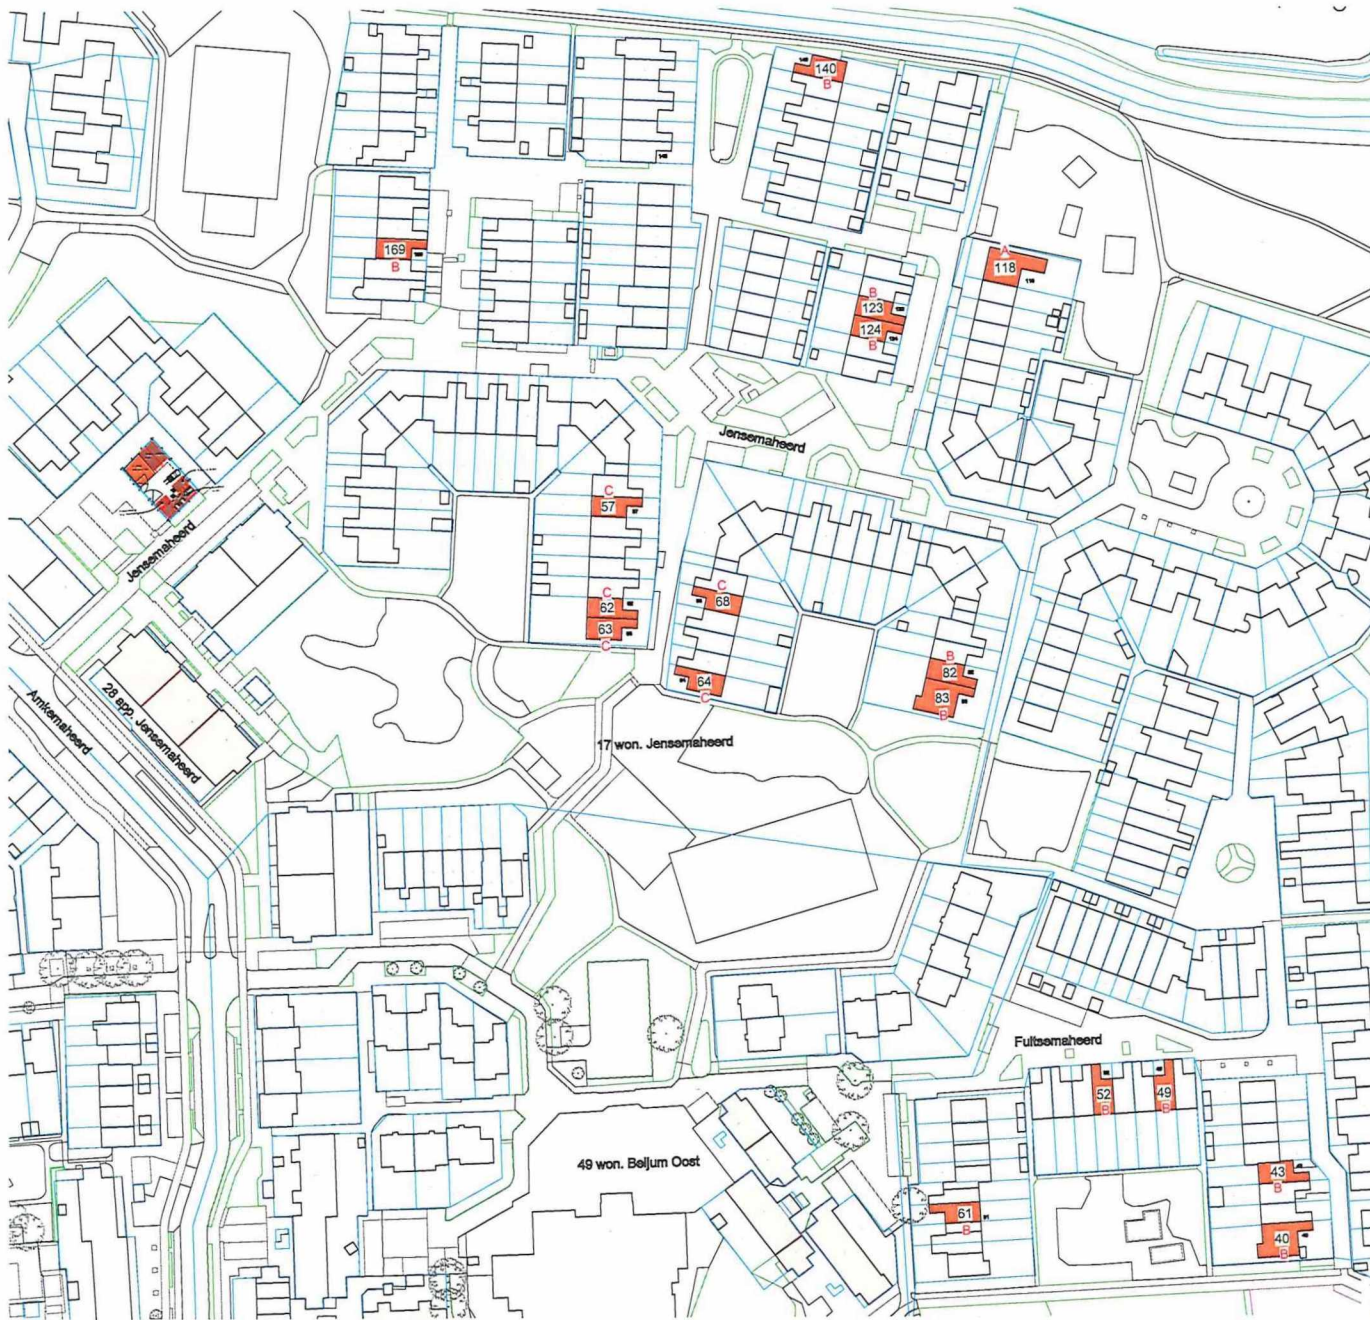 140
B
169
B
A
118
B
123
124
B
Jensemaheerd
C
57
Jensemaheerd
C
62
63
C
C
68
64
C
B
82
83
B
Amkemaheerd
28 app. Jensemaheerd
17 won. Jensemaheerd
Fultsemaheerd
52
B
49
B
49 won. Beijum Oost
43
B
61
B
40
B